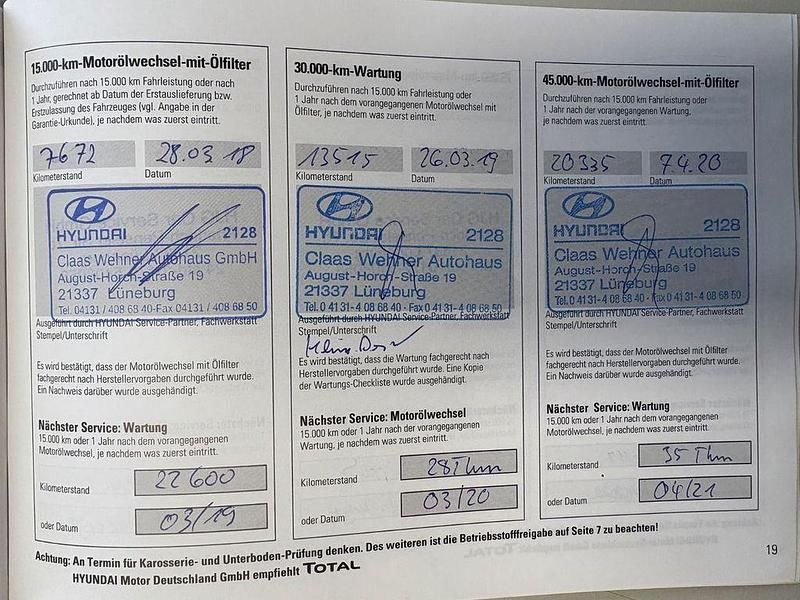 15.000-km-Motorölwechsel-mit-Ölfilter
Durchzuführen nach 15.000 km Fahrleistung oder nach
1 Jahr, gerechnet ab Datum der Erstauslieferung bzw.
Erstzulassung des Fahrzeuges (vgl. Angabe in der
Garantie-Urkunde), je nachdem was zuerst eintritt.
7672 28.03 18
Kilometerstand Datum
HYUNDAI 2128
Claas Wehner Autohaus GmbH
August-Horch-Straße 19
21337 Lüneburg
Tel. 04131 / 408 68 40-Fax 04131 / 408 68 50
Ausgeführt durch HYUNDAI Service-Partner, Fachwerkstatt
Stempel/Unterschrift
Es wird bestätigt, dass der Motorölwechsel mit Ölfilter
fachgerecht nach Herstellervorgaben durchgeführt wurde.
Ein Nachweis darüber wurde ausgehändigt.
Nächster Service: Wartung
15.000 km oder 1 Jahr nach dem vorangegangenen
Motorölwechsel, je nachdem was zuerst eintritt.
Kilometerstand 22 600
oder Datum 03/19
30.000-km-Wartung
Durchzuführen nach 15.000 km Fahrleistung oder
1 Jahr nach dem vorangegangenen Motorölwechsel mit
Ölfilter, je nachdem was zuerst eintritt.
13515 26.03.19
Kilometerstand Datum
HYUNDAI 2128
Claas Wehner Autohaus
August-Horch-Straße 19
21337 Lüneburg
Tel. 0 41 31- 4 08 68 40 - Fax 0 41 31- 4 08 68 50
Ausgeführt durch HYUNDAI Service-Partner, Fachwerkstatt
Stempel/Unterschrift
Es wird bestätigt, dass die Wartung fachgerecht nach
Herstellervorgaben durchgeführt wurde. Eine Kopie
der Wartungs-Checkliste wurde ausgehändigt.
Nächster Service: Motorölwechsel
15.000 km oder 1 Jahr nach der vorangegangenen
Wartung, je nachdem was zuerst eintritt.
Kilometerstand 28Tkm
oder Datum 03/20
45.000-km-Motorölwechsel-mit-Ölfilter
Durchzuführen nach 15.000 km Fahrleistung oder
1 Jahr nach der vorangegangenen Wartung,
je nachdem was zuerst eintritt.
20335 7.4.20
Kilometerstand Datum
HYUNDAI 2128
Claas Wehner Autohaus
August-Horch-Straße 19
21337 Lüneburg
Tel. 0 41 31- 4 08 68 40 - Fax 0 41 31- 4 08 68 50
Ausgeführt durch HYUNDAI Service-Partner, Fachwerkstatt
Stempel/Unterschrift
Es wird bestätigt, dass der Motorölwechsel mit Ölfilter
fachgerecht nach Herstellervorgaben durchgeführt wurde.
Ein Nachweis darüber wurde ausgehändigt.
Nächster Service: Wartung
15.000 km oder 1 Jahr nach dem vorangegangenen
Motorölwechsel, je nachdem was zuerst eintritt.
Kilometerstand 35 Tkm
oder Datum 04/21
Achtung: An Termin für Karosserie- und Unterboden-Prüfung denken. Des weiteren ist die Betriebsstofffreigabe auf Seite 7 zu beachten!
HYUNDAI Motor Deutschland GmbH empfiehlt TOTAL
19